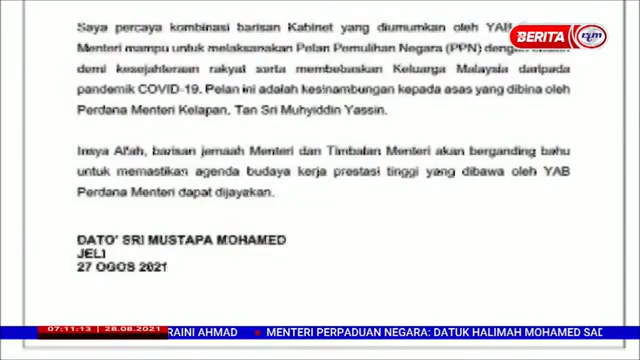 Saya percaya kombinasi barisan Kabinet yang diumumkan oleh YAB
BERITA rtm
Menteri mampu untuk melaksanakan Pelan Pemulihan Negara (PPN) dengan
demi kesejahteraan rakyat serta membebaskan Keluarga Malaysia daripada
pandemik COVID-19. Pelan ini adalah kesinambungan kepada asas yang dibina oleh
Perdana Menteri Kelapan, Tan Sri Muhyiddin Yassin.
Insya Allah, barisan jemaah Menteri dan Timbalan Menteri akan berganding bahu
untuk memastikan agenda budaya kerja prestasi tinggi yang dibawa oleh YAB
Perdana Menteri dapat dijayakan.
DATO' SRI MUSTAPA MOHAMED
JELI
27 OGOS 2021
07:11:13 28.08.2021 RAINI AHMAD • MENTERI PERPADUAN NEGARA: DATUK HALIMAH MOHAMED SAD